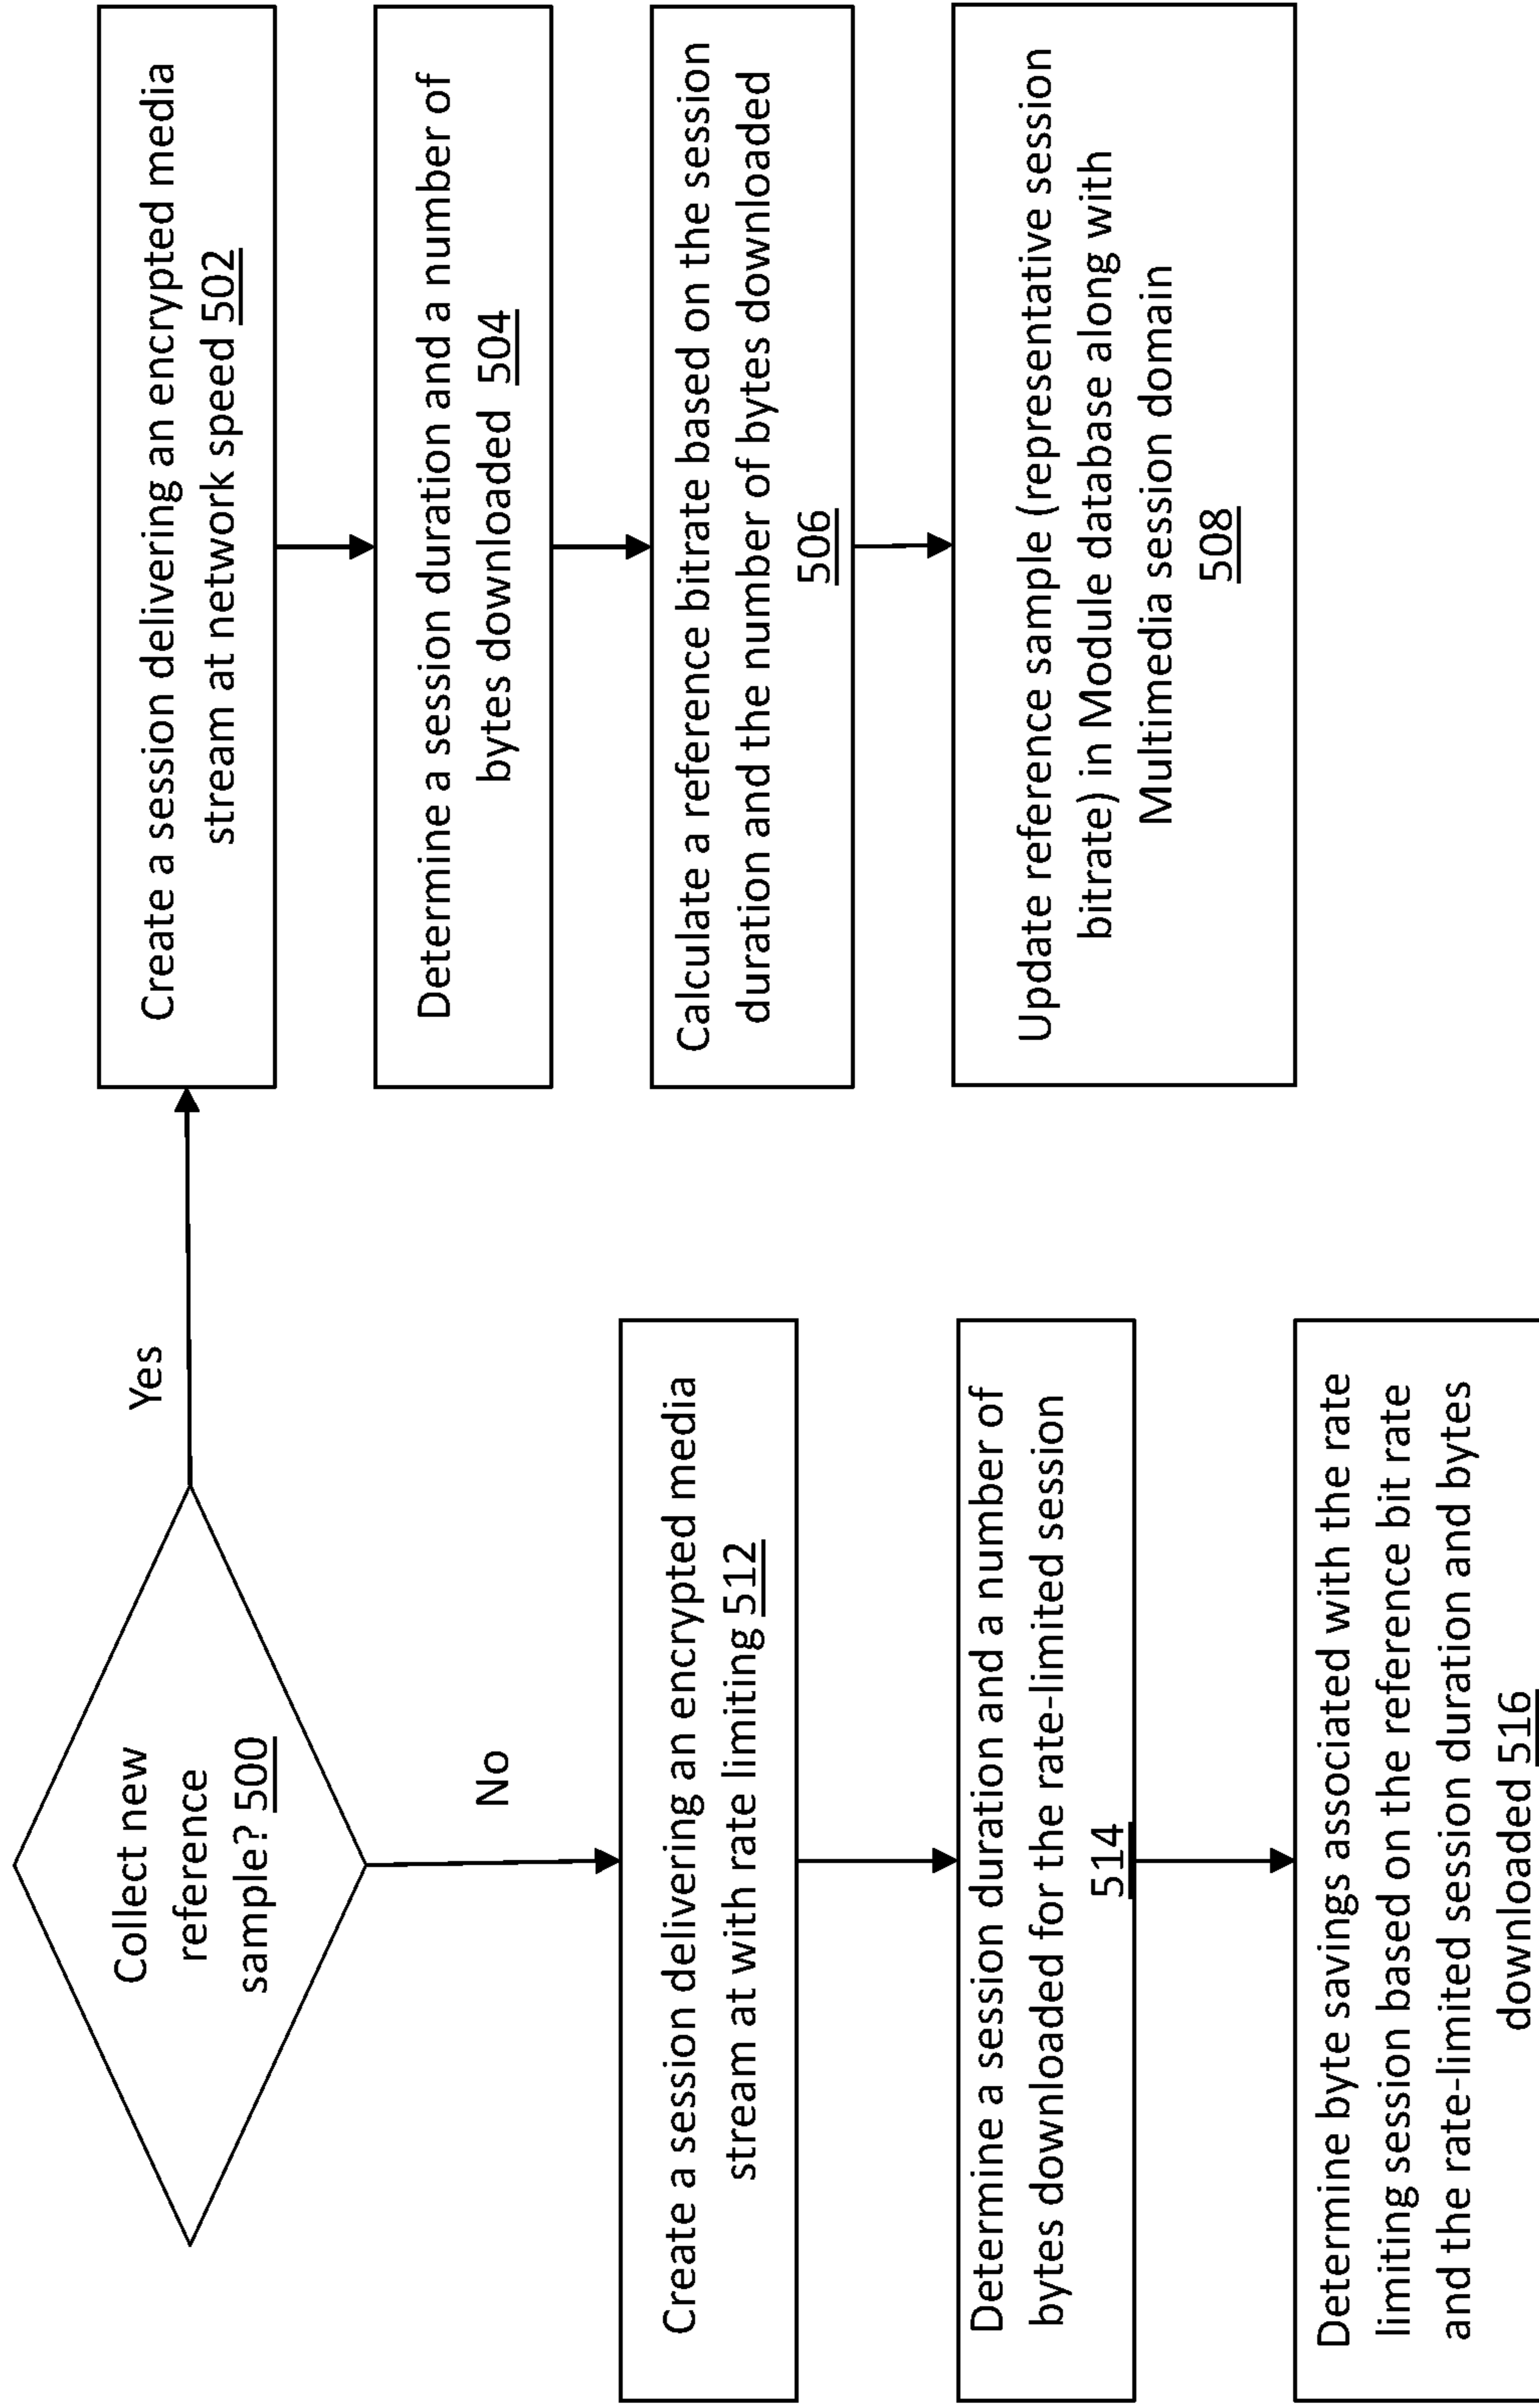 Collect new
reference
sample? 500
Yes
No
Create a session delivering an encrypted media
stream at network speed 502
Determine a session duration and a number of
bytes downloaded 504
Calculate a reference bitrate based on the session
duration and the number of bytes downloaded
506
Update reference sample (representative session
bitrate) in Module database along with
Multimedia session domain
508
Create a session delivering an encrypted media
stream at with rate limiting 512
Determine a session duration and a number of
bytes downloaded for the rate-limited session
514
Determine byte savings associated with the rate
limiting session based on the reference bit rate
and the rate-limited session duration and bytes
downloaded 516